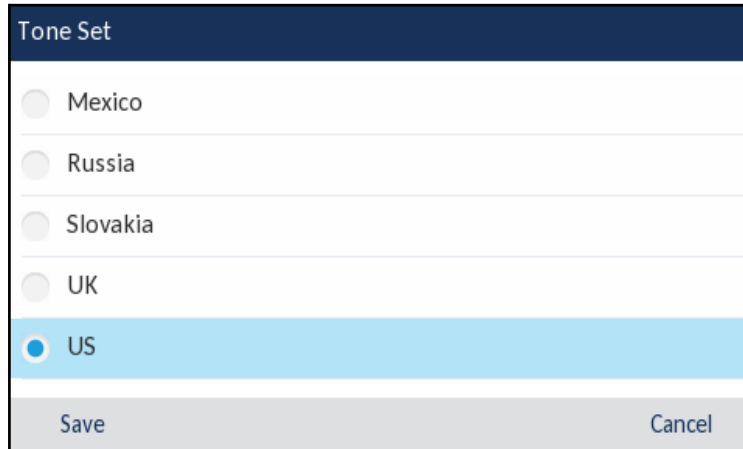 Tone Set
Mexico
Russia
Slovakia
UK
US
Save Cancel